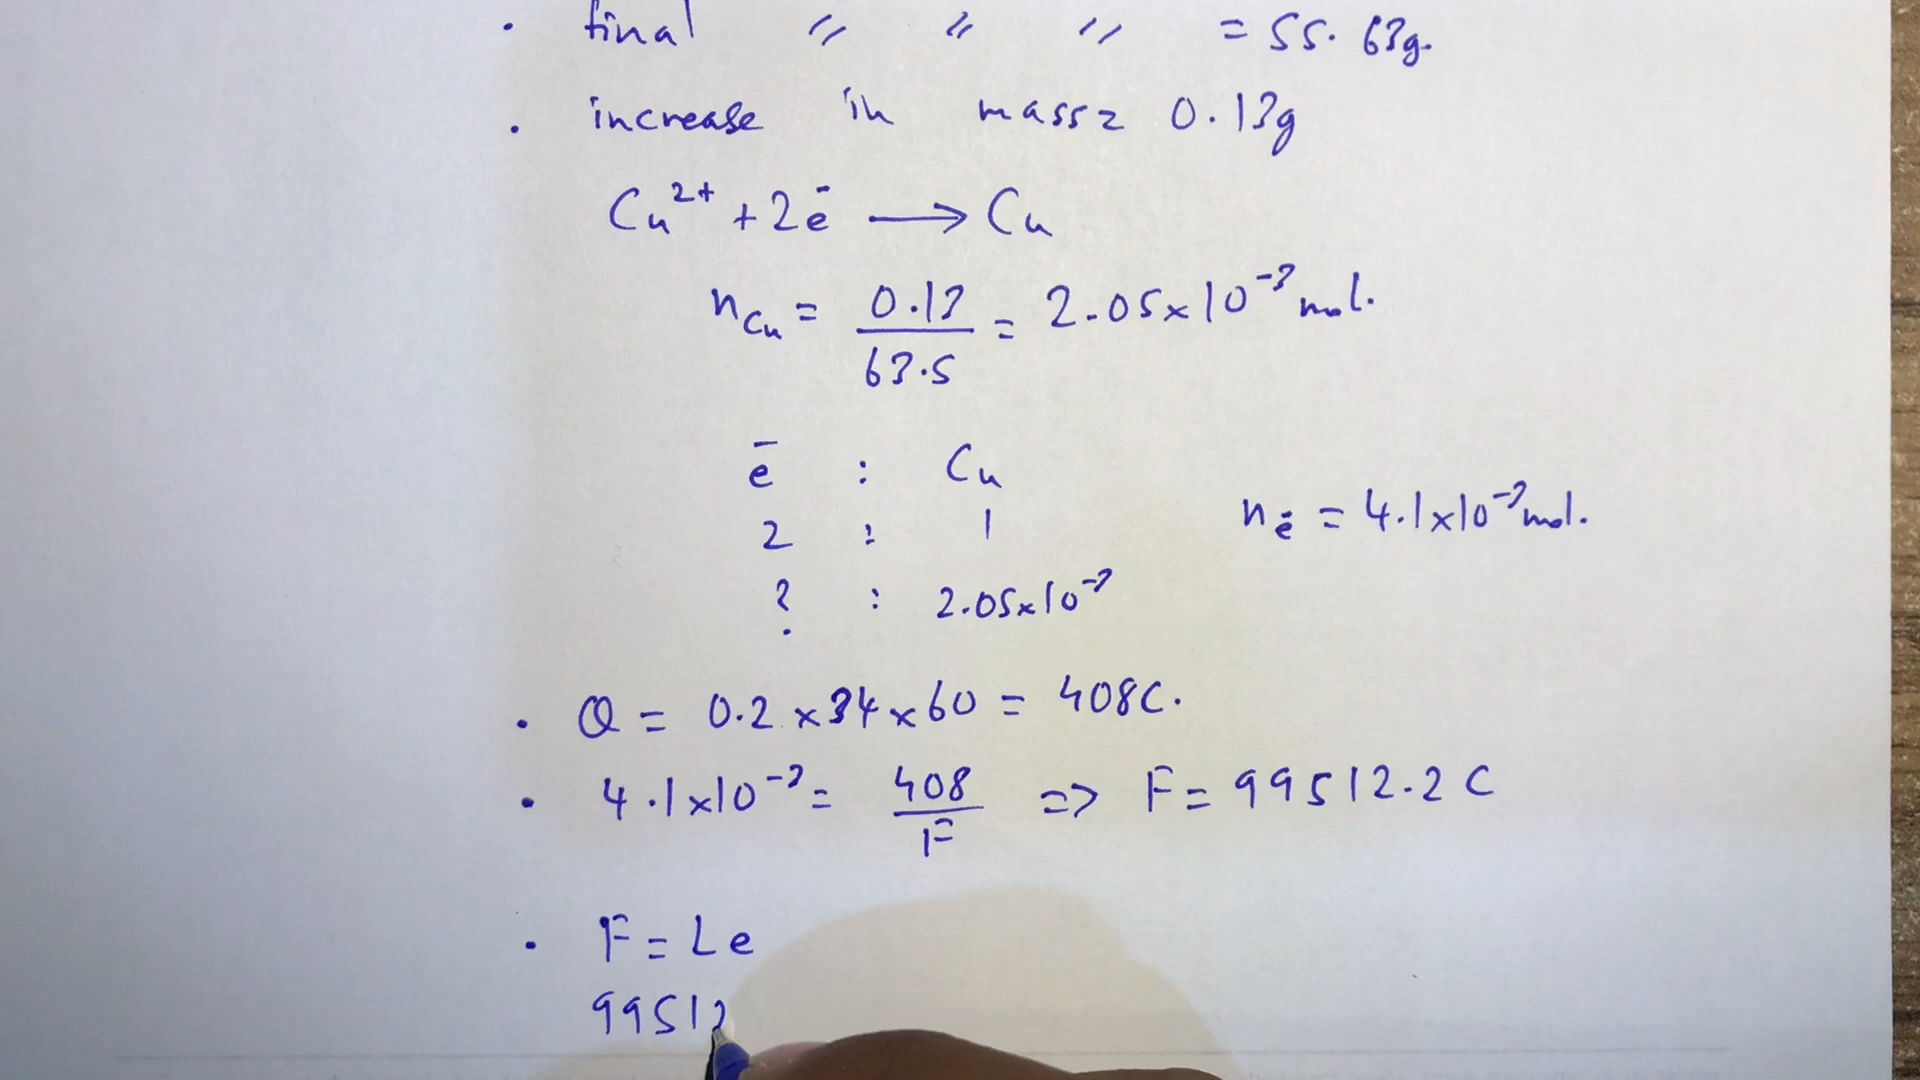 • final " " " = 55.63g.
• increase in mass = 0.13g
Cu²⁺ + 2e⁻ ⟶ Cu
n_Cu = 0.13/63.5 = 2.05×10⁻³ mol.
e⁻ : Cu
2 : 1
n_e⁻ = 4.1×10⁻³ mol.
? : 2.05×10⁻³
• Q = 0.2 × 34 × 60 = 408C.
• 4.1×10⁻³ = 408/F => F = 99512.2 C
• F = Le
99512